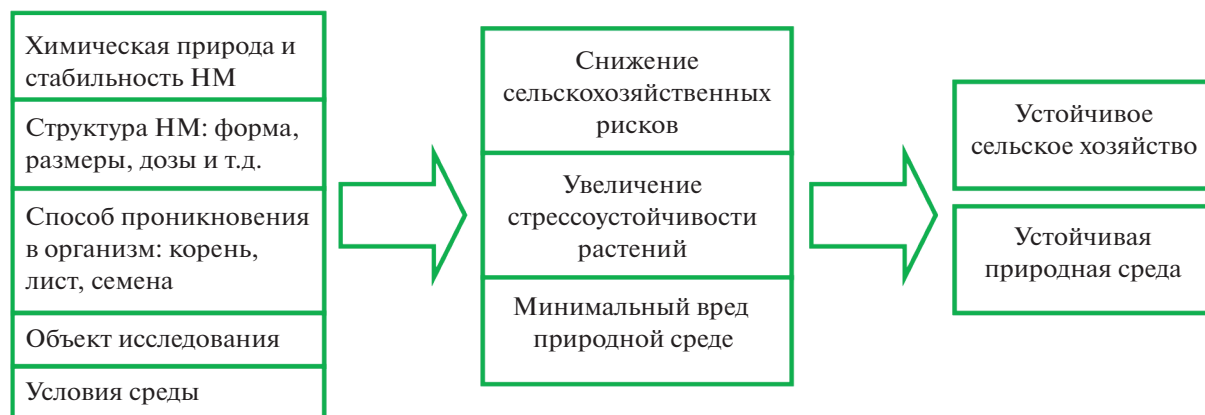 Химическая природа и
стабильность НМ
Структура НМ: форма,
размеры, дозы и т.д.
Способ проникновения
в организм: корень,
лист, семена
Объект исследования
Условия среды
Снижение
сельскохозяйственных
рисков
Увеличение
стрессоустойчивости
растений
Минимальный вред
природной среде
Устойчивое
сельское хозяйство
Устойчивая
природная среда